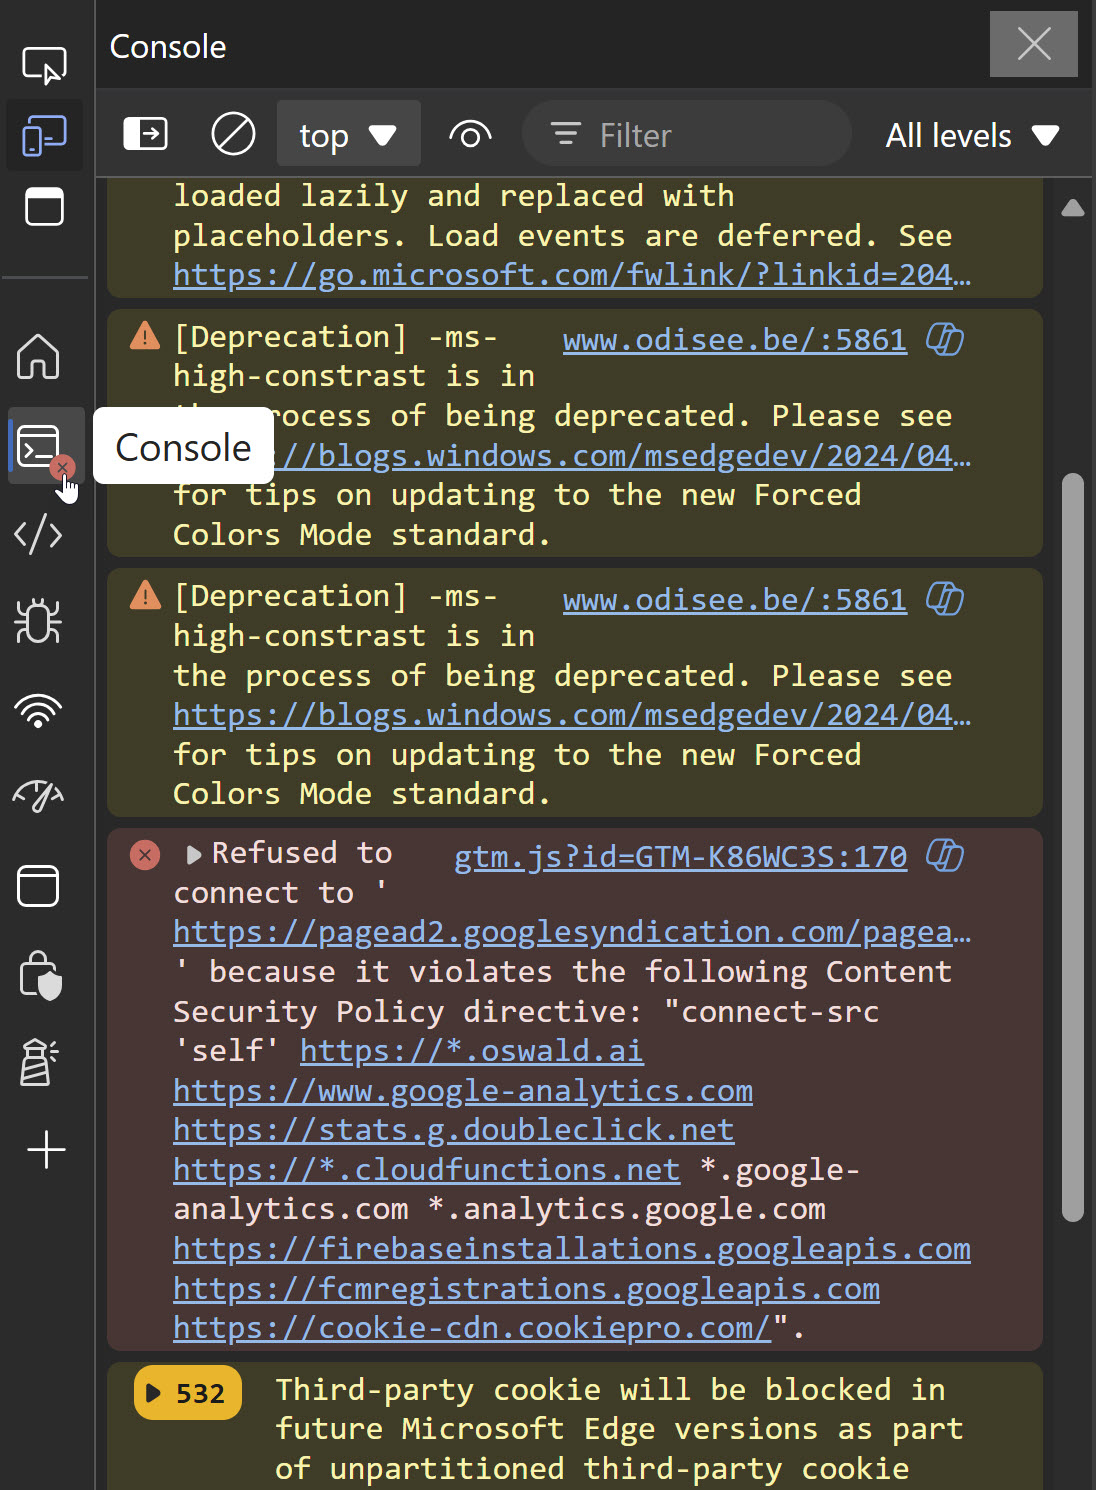 Console
top
Filter
All levels
loaded lazily and replaced with
placeholders. Load events are deferred. See
https://go.microsoft.com/fwlink/?linkid=204…
[Deprecation] -ms- www.odisee.be/:5861
high-constrast is in
process of being deprecated. Please see
Console
://blogs.windows.com/msedgedev/2024/04…
for tips on updating to the new Forced
Colors Mode standard.
[Deprecation] -ms- www.odisee.be/:5861
high-constrast is in
the process of being deprecated. Please see
https://blogs.windows.com/msedgedev/2024/04…
for tips on updating to the new Forced
Colors Mode standard.
Refused to gtm.js?id=GTM-K86WC3S:170
connect to '
https://pagead2.googlesyndication.com/pagea…
' because it violates the following Content
Security Policy directive: "connect-src
'self' https://*.oswald.ai
https://www.google-analytics.com
https://stats.g.doubleclick.net
https://*.cloudfunctions.net *.google-
analytics.com *.analytics.google.com
https://firebaseinstallations.googleapis.com
https://fcmregistrations.googleapis.com
https://cookie-cdn.cookiepro.com/".
532 Third-party cookie will be blocked in
future Microsoft Edge versions as part
of unpartitioned third-party cookie